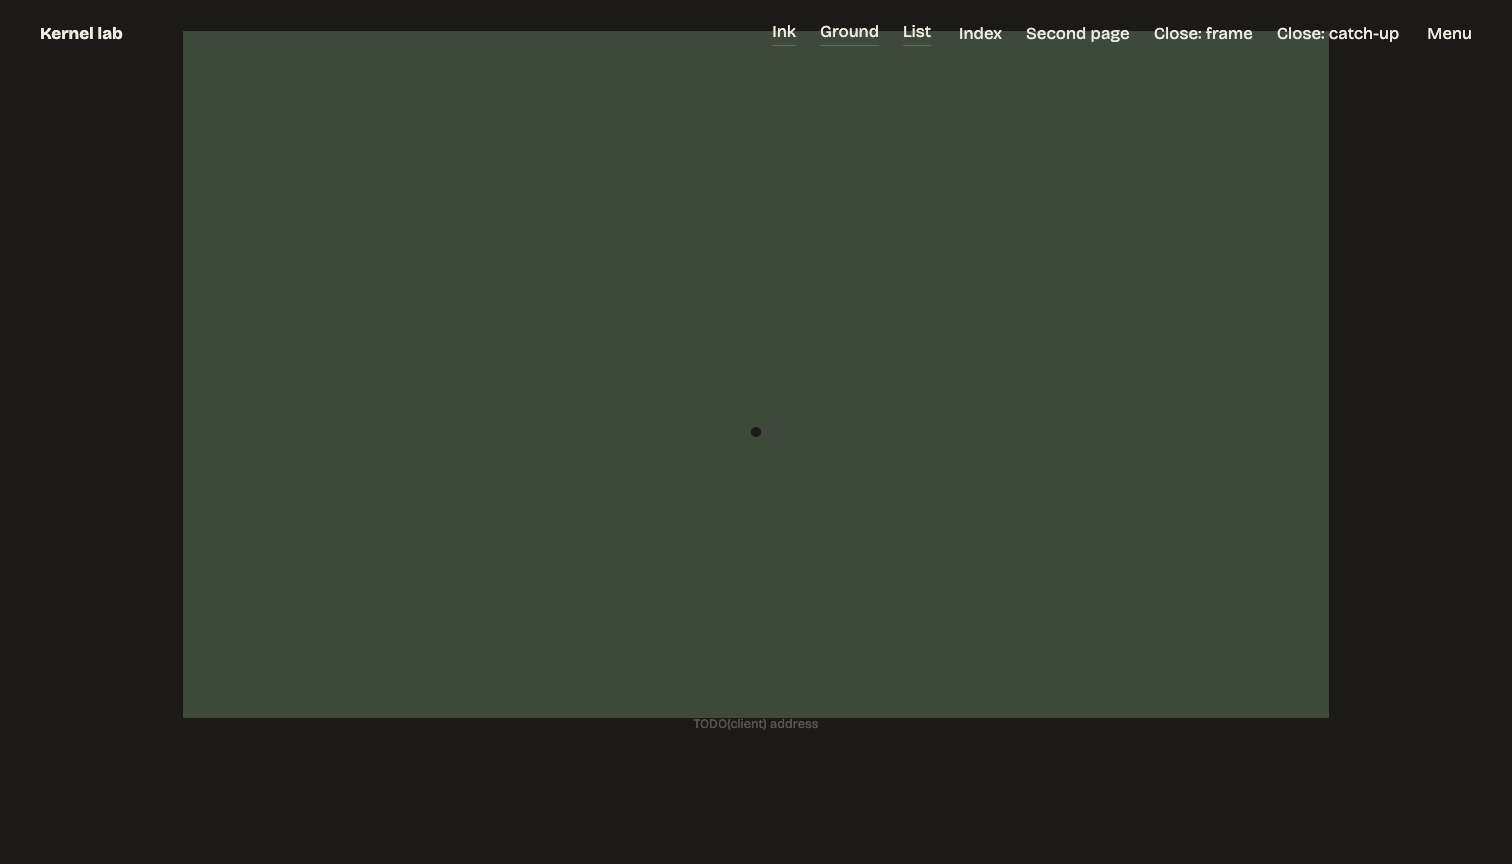 Kernel lab
Ink Ground List Index Second page Close: frame Close: catch-up Menu
TODO(client) address